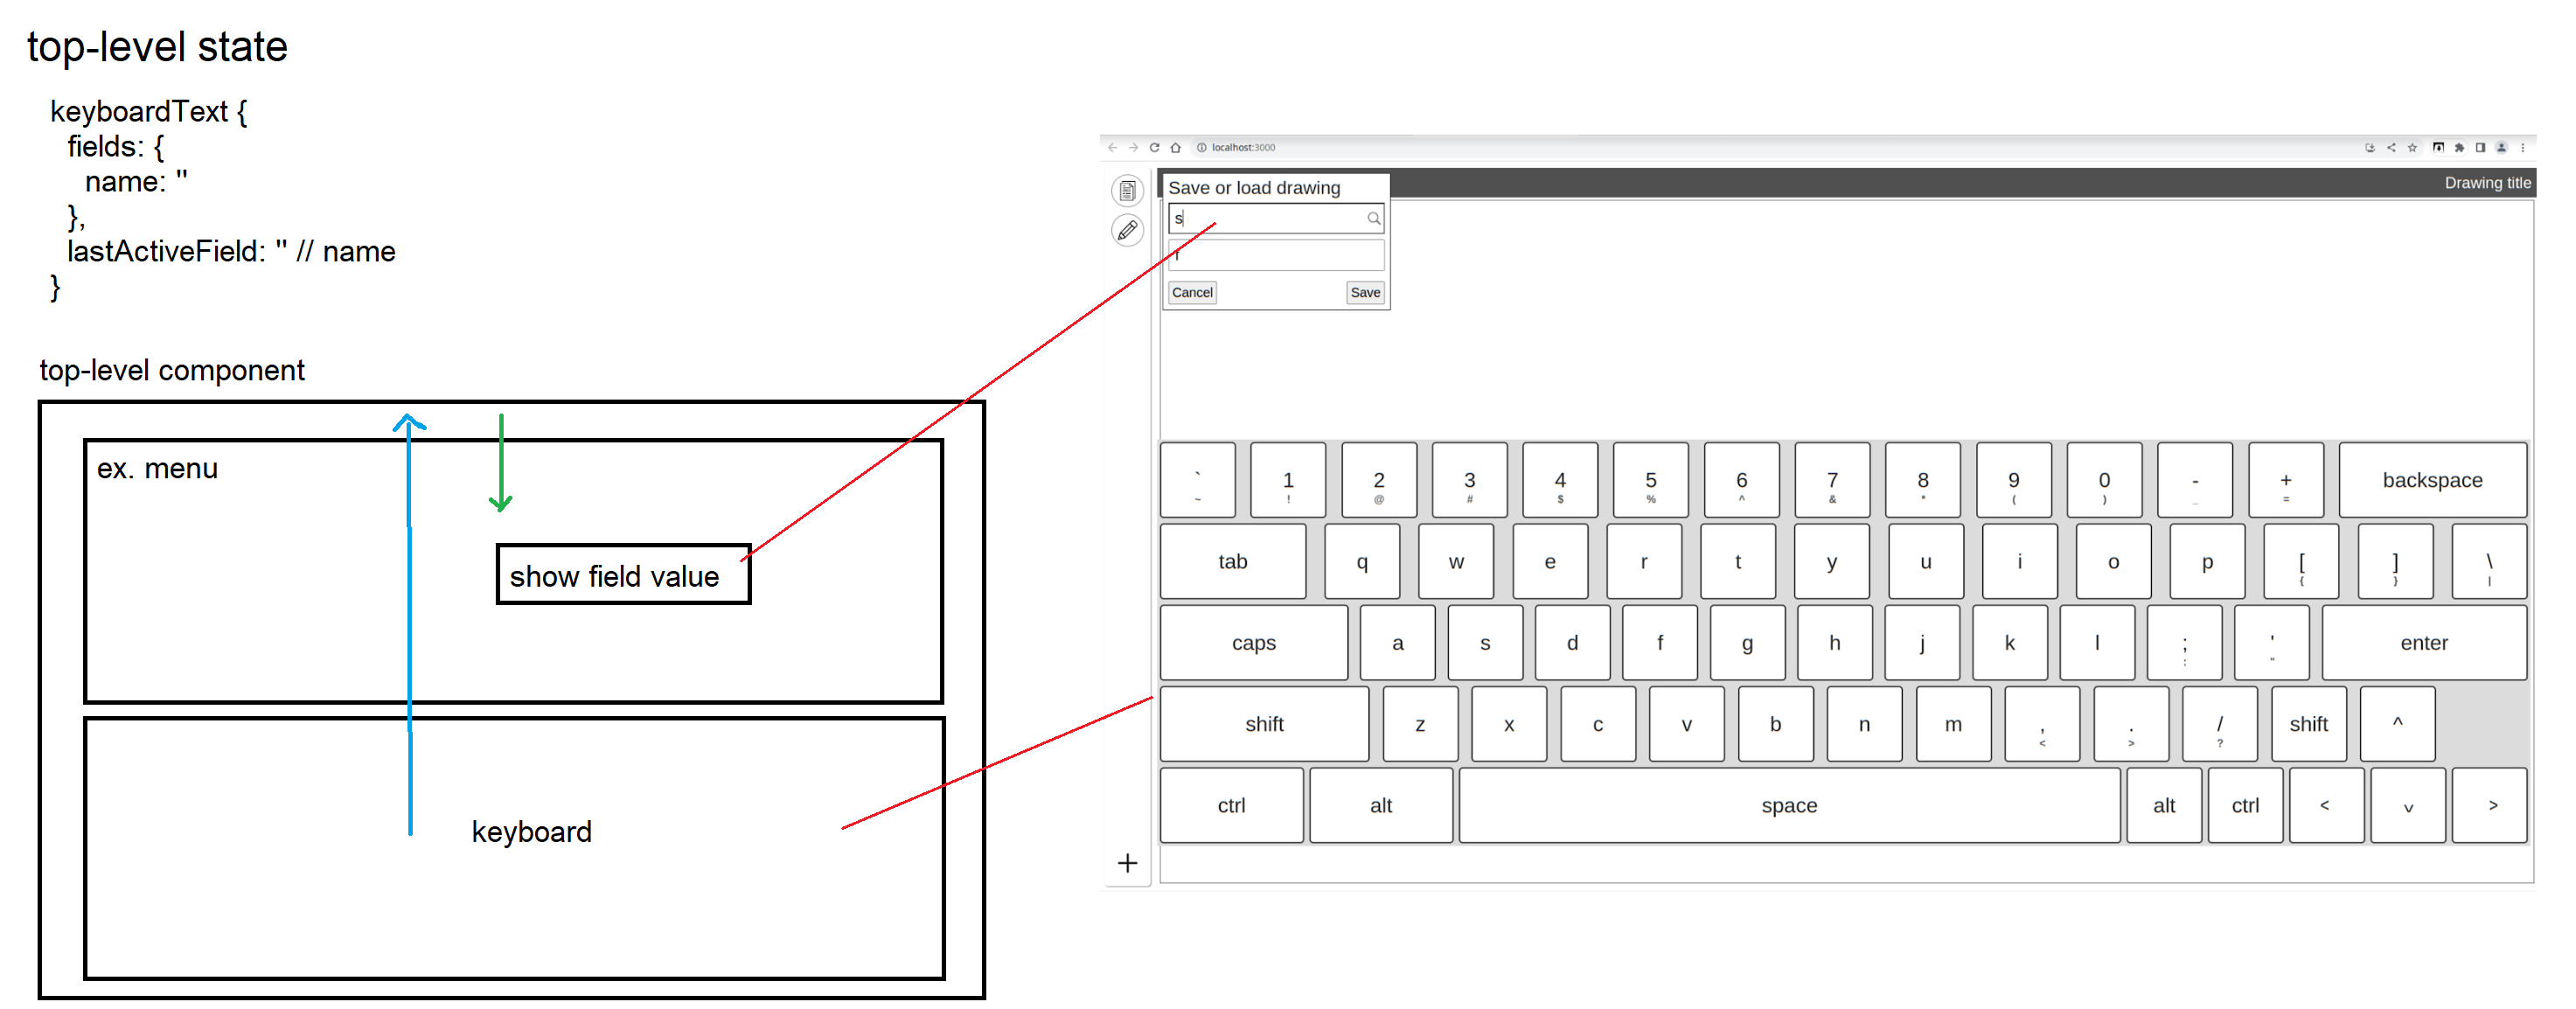 top-level state
keyboardText {
fields: {
name: ''
},
lastActiveField: '' // name
}
top-level component
ex. menu
show field value
keyboard
localhost:3000
Drawing title
Save or load drawing
s
r
Cancel
Save
` 1 2 3 4 5 6 7 8 9 0 - + backspace
~ ! @ # $ % ^ & * ( ) _ =
tab q w e r t y u i o p [ ] \
{ } |
caps a s d f g h j k l ; ' enter
: "
shift z x c v b n m , . / shift ^
< > ?
ctrl alt space alt ctrl < v >